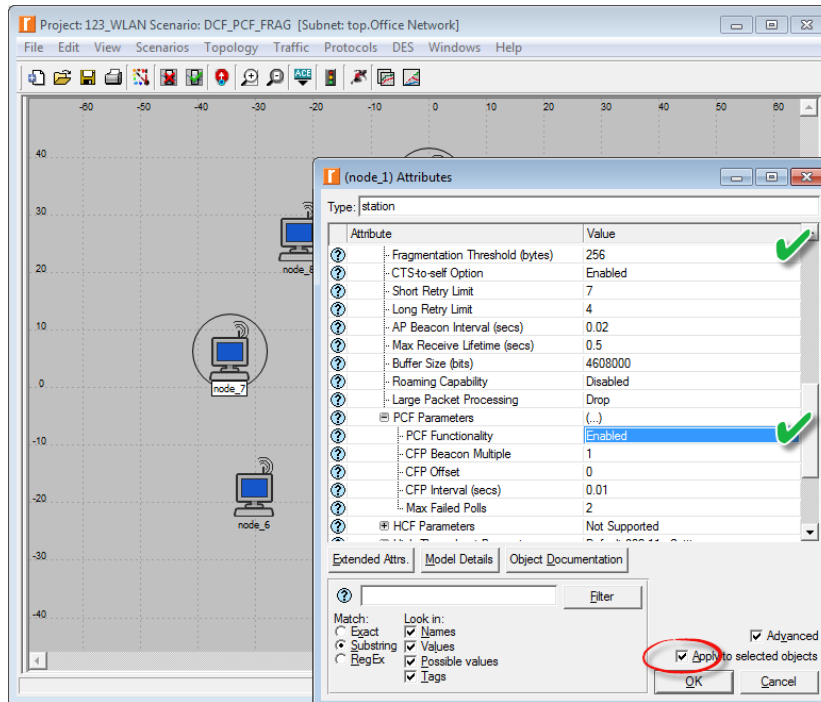 Project: 123_WLAN Scenario: DCF_PCF_FRAG [Subnet: top.Office Network]
File Edit View Scenarios Topology Traffic Protocols DES Windows Help
ACE
-60 -50 -40 -30 -20 -10 0 10 20 30 40 50 60
40
(node_1) Attributes
Type: station
30
Attribute Value
Fragmentation Threshold (bytes) 256
20
CTS-to-self Option Enabled
Short Retry Limit 7
Long Retry Limit 4
10
AP Beacon Interval (secs) 0.02
Max Receive Lifetime (secs) 0.5
Buffer Size (bits) 4608000
0
node_7
Roaming Capability Disabled
Large Packet Processing Drop
PCF Parameters (...)
-10
PCF Functionality Enabled
CFP Beacon Multiple 1
CFP Offset 0
-20
CFP Interval (secs) 0.01
Max Failed Polls 2
node_6
HCF Parameters Not Supported
-30
Extended Attrs. Model Details Object Documentation
Filter
-40
Match: Look in:
Exact Names
Advanced
Substring Values
Apply to selected objects
RegEx Possible values
Tags
OK Cancel